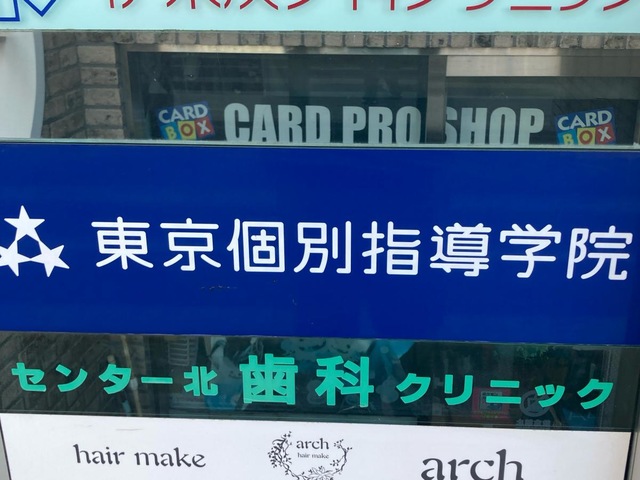 CARD BOX CARD PRO SHOP CARD BOX
東京個別指導学院
センター北 歯科 クリニック
hair make arch hair make arch